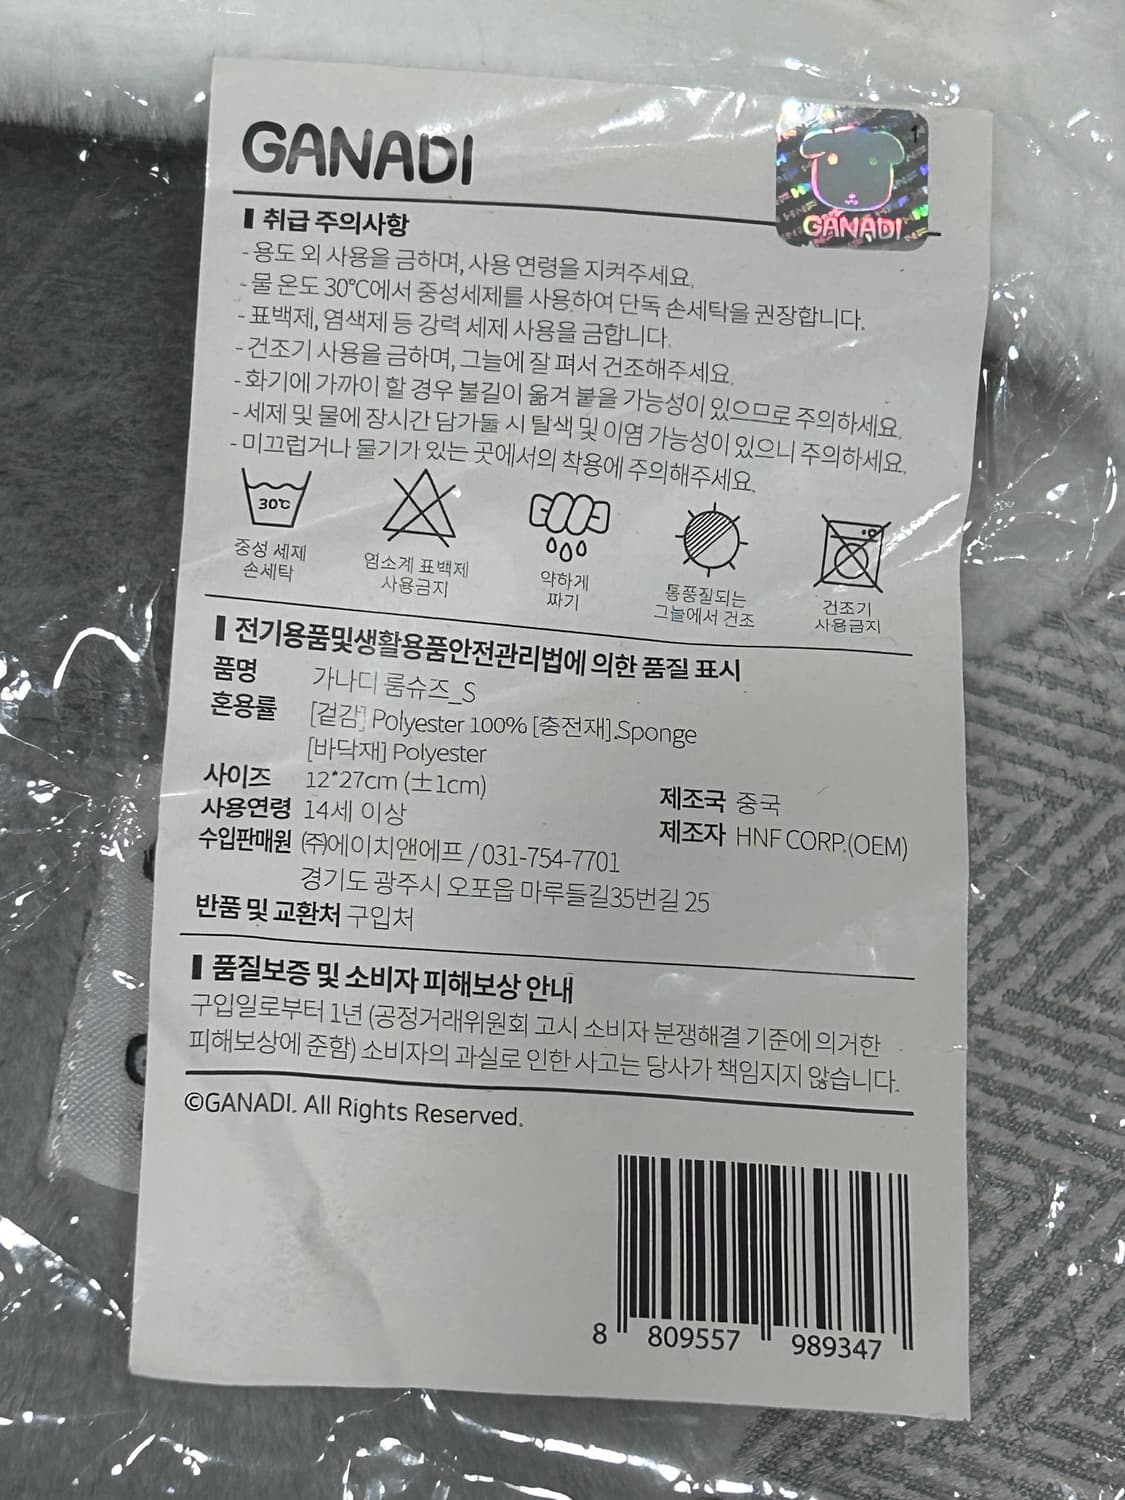 GANADI
GANADI
취급 주의사항
- 용도 외 사용을 금하며, 사용 연령을 지켜주세요.
- 물 온도 30℃에서 중성세제를 사용하여 단독 손세탁을 권장합니다.
- 표백제, 염색제 등 강력 세제 사용을 금합니다.
- 건조기 사용을 금하며, 그늘에 잘 펴서 건조해주세요.
- 화기에 가까이 할 경우 불길이 옮겨 붙을 가능성이 있으므로 주의하세요.
- 세제 및 물에 장시간 담가둘 시 탈색 및 이염 가능성이 있으니 주의하세요.
- 미끄럽거나 물기가 있는 곳에서의 착용에 주의해주세요.
30℃
중성 세제
손세탁
염소계 표백제
사용금지
약하게
짜기
통풍잘되는
그늘에서 건조
건조기
사용금지
전기용품및생활용품안전관리법에 의한 품질 표시
품명 가나디 룸슈즈_S
혼용률 [겉감] Polyester 100% [충전재] Sponge
[바닥재] Polyester
사이즈 12*27cm (±1cm)
제조국 중국
사용연령 14세 이상
제조자 HNF CORP.(OEM)
수입판매원 (주)에이치앤에프 / 031-754-7701
경기도 광주시 오포읍 마루들길35번길 25
반품 및 교환처 구입처
품질보증 및 소비자 피해보상 안내
구입일로부터 1년 (공정거래위원회 고시 소비자 분쟁해결 기준에 의거한
피해보상에 준함) 소비자의 과실로 인한 사고는 당사가 책임지지 않습니다.
©GANADI. All Rights Reserved.
8 809557 989347